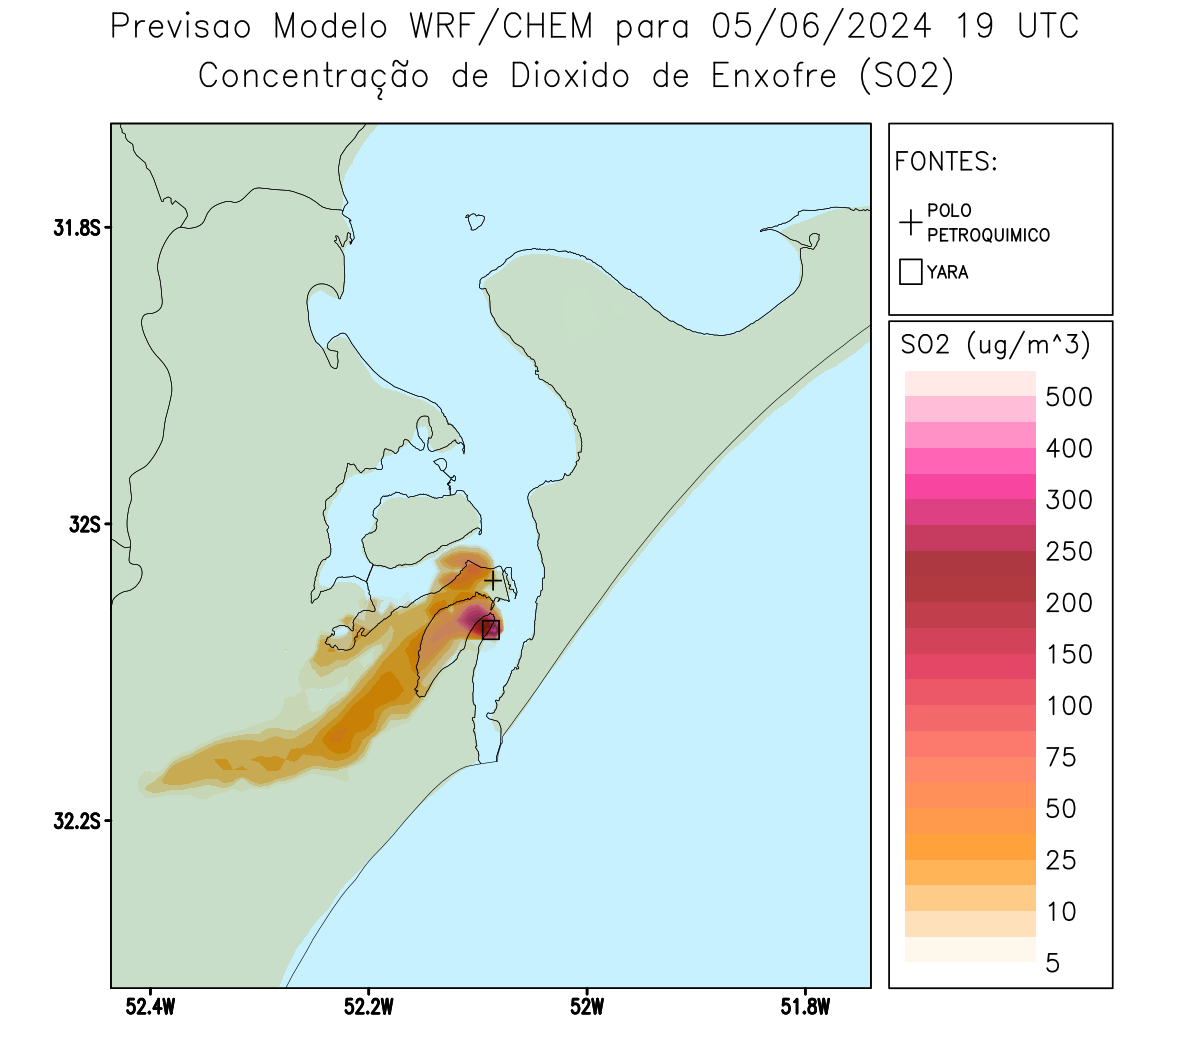 Previsao Modelo WRF/CHEM para 05/06/2024 19 UTC
Concentração de Dioxido de Enxofre (SO2)
FONTES:
POLO
PETROQUIMICO
YARA
31.8S
32S
32.2S
52.4W
52.2W
52W
51.8W
SO2 (ug/m^3)
500
400
300
250
200
150
100
75
50
25
10
5